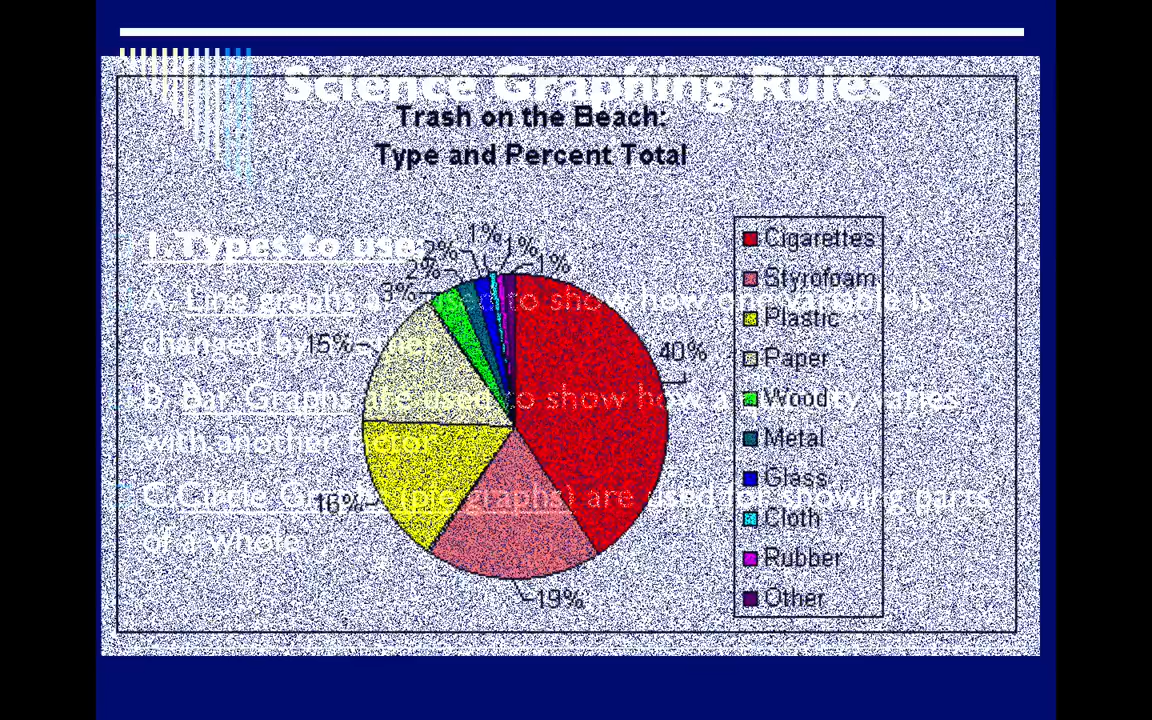 Science Graphing Rules
Trash on the Beach:
Type and Percent Total
I. Types to use:
A. Line graphs are used to show how one variable is
changed by
B. Bar Graphs are used to show how a varies
with another factor
C. Circle Graphs (pie graphs) are used for showing parts
of a whole
1%
1%
1%
2%
2%
3%
15%
16%
19%
40%
Cigarettes
Styrofoam
Plastic
Paper
Wood
Metal
Glass
Cloth
Rubber
Other